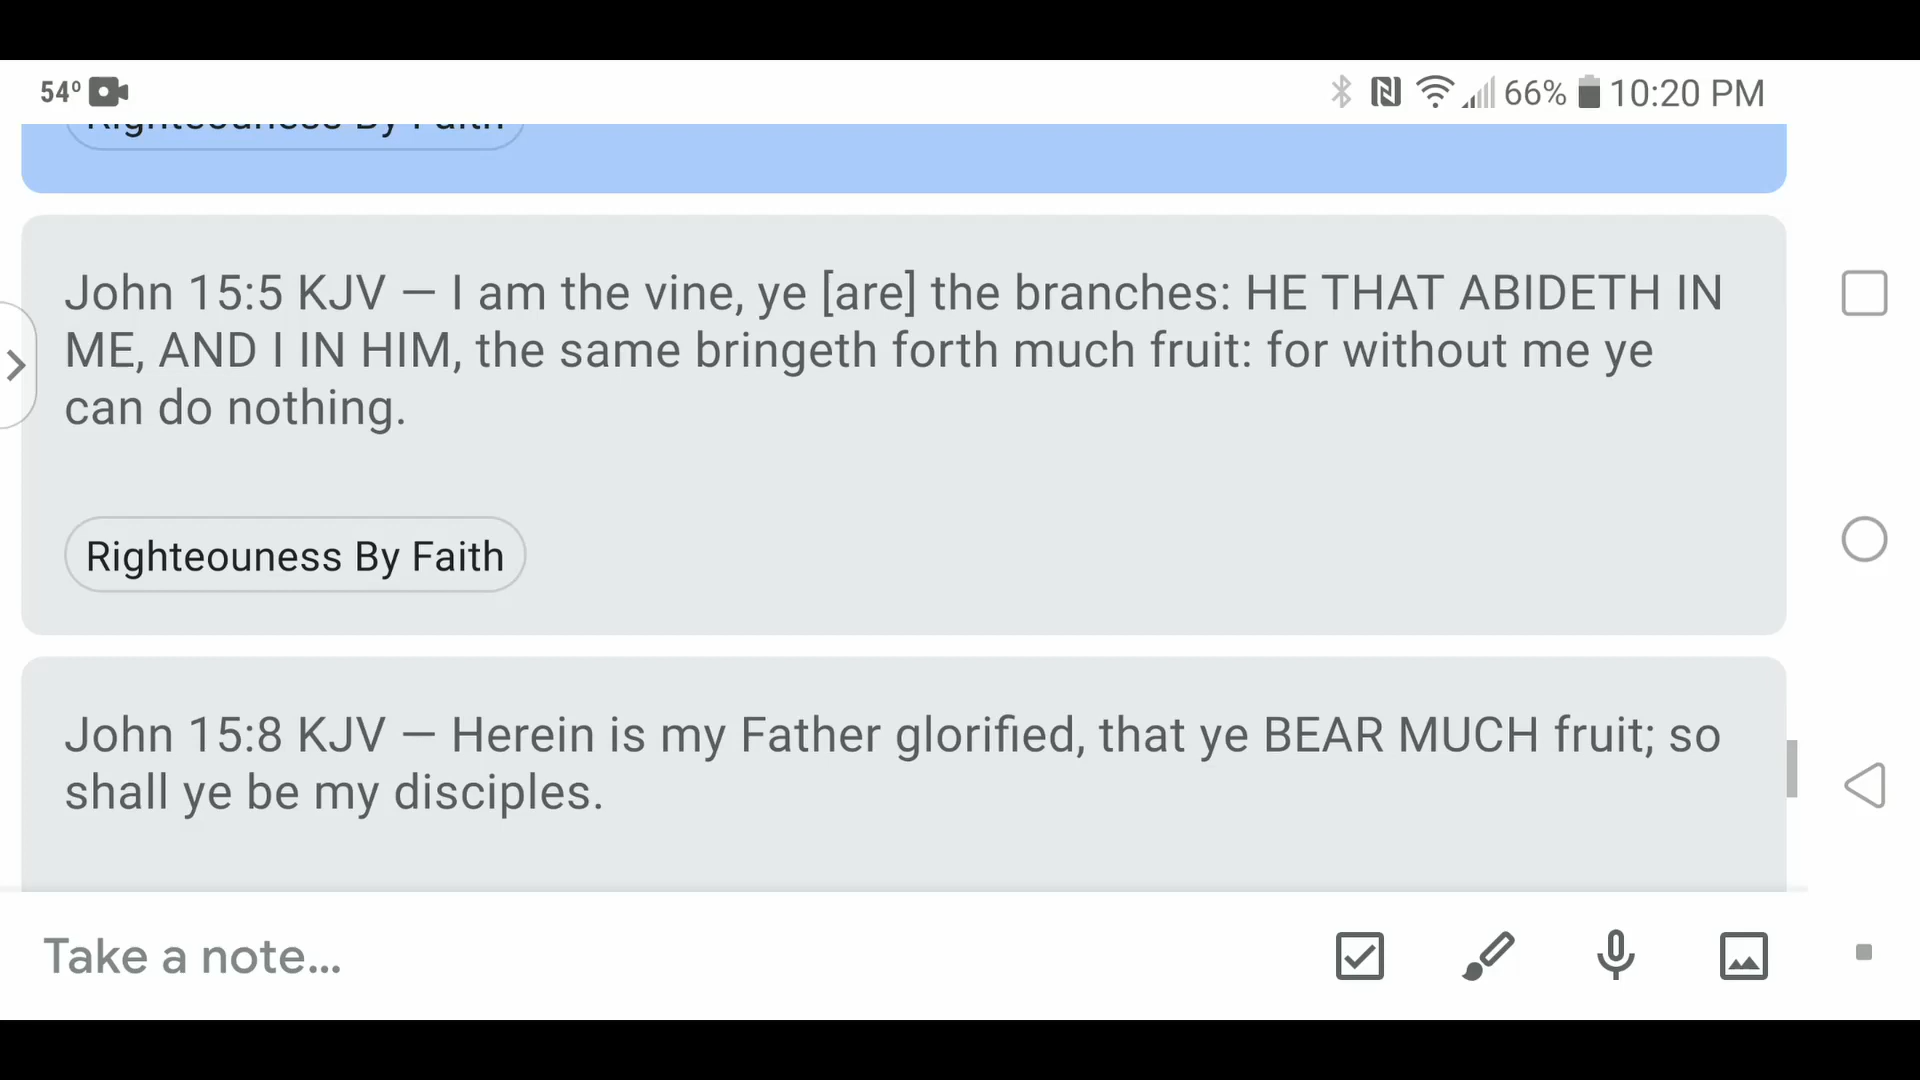 54°
66% 10:20 PM
Righteouness By Faith
John 15:5 KJV — I am the vine, ye [are] the branches: HE THAT ABIDETH IN
ME, AND I IN HIM, the same bringeth forth much fruit: for without me ye
can do nothing.
Righteouness By Faith
John 15:8 KJV — Herein is my Father glorified, that ye BEAR MUCH fruit; so
shall ye be my disciples.
Take a note...